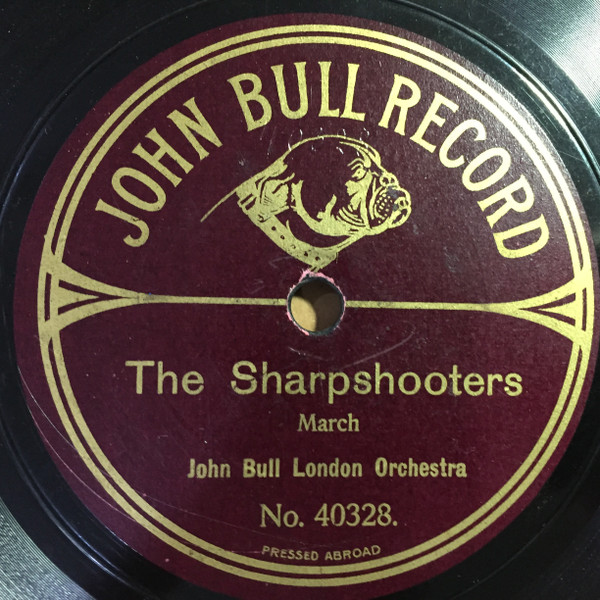 JOHN BULL RECORD
The Sharpshooters
March
John Bull London Orchestra
No. 40328.
PRESSED ABROAD